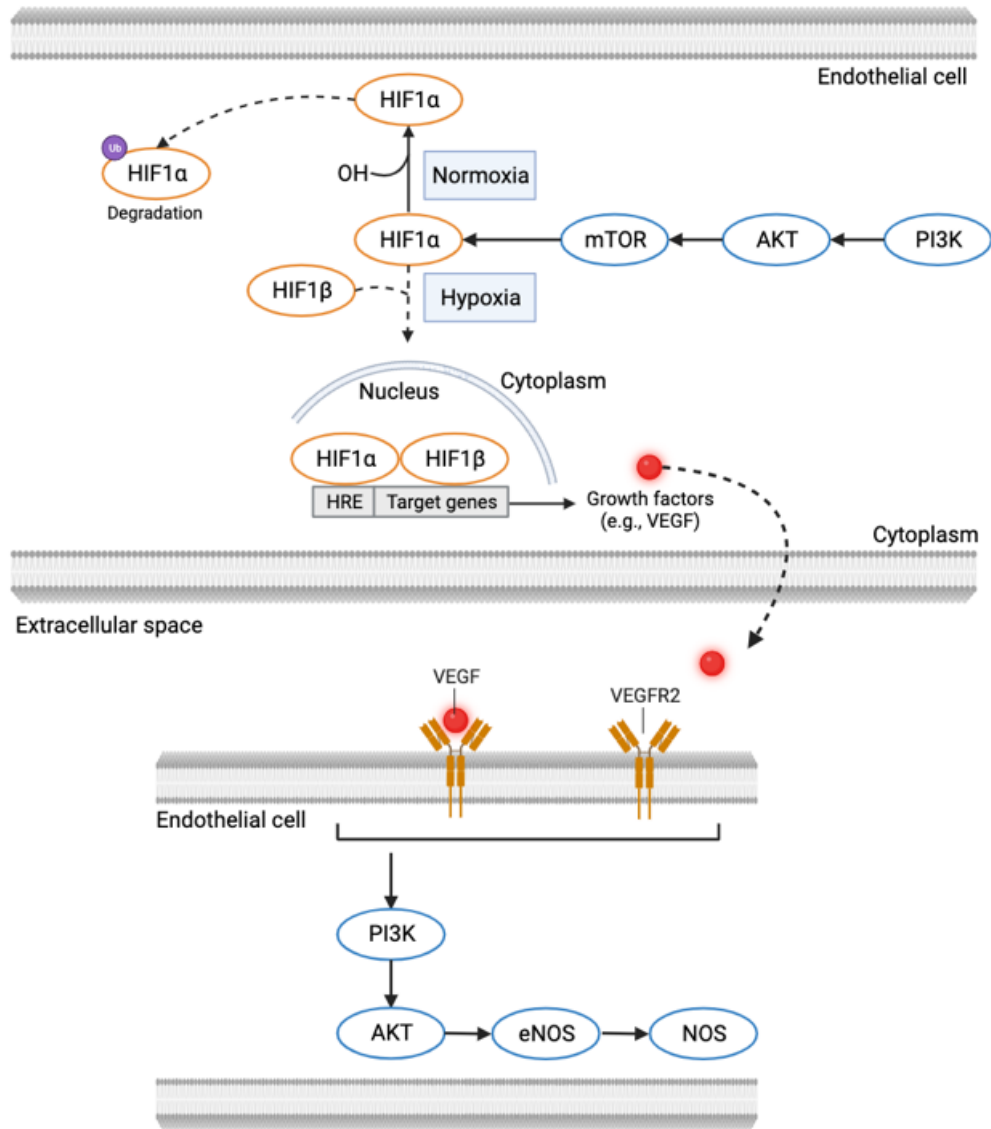 Endothelial cell
HIF1α
Ub
HIF1α
Degradation
OH
Normoxia
HIF1α
mTOR
AKT
PI3K
HIF1β
Hypoxia
Nucleus
Cytoplasm
HIF1α
HIF1β
HRE
Target genes
Growth factors
(e.g., VEGF)
Cytoplasm
Extracellular space
VEGF
VEGFR2
Endothelial cell
PI3K
AKT
eNOS
NOS